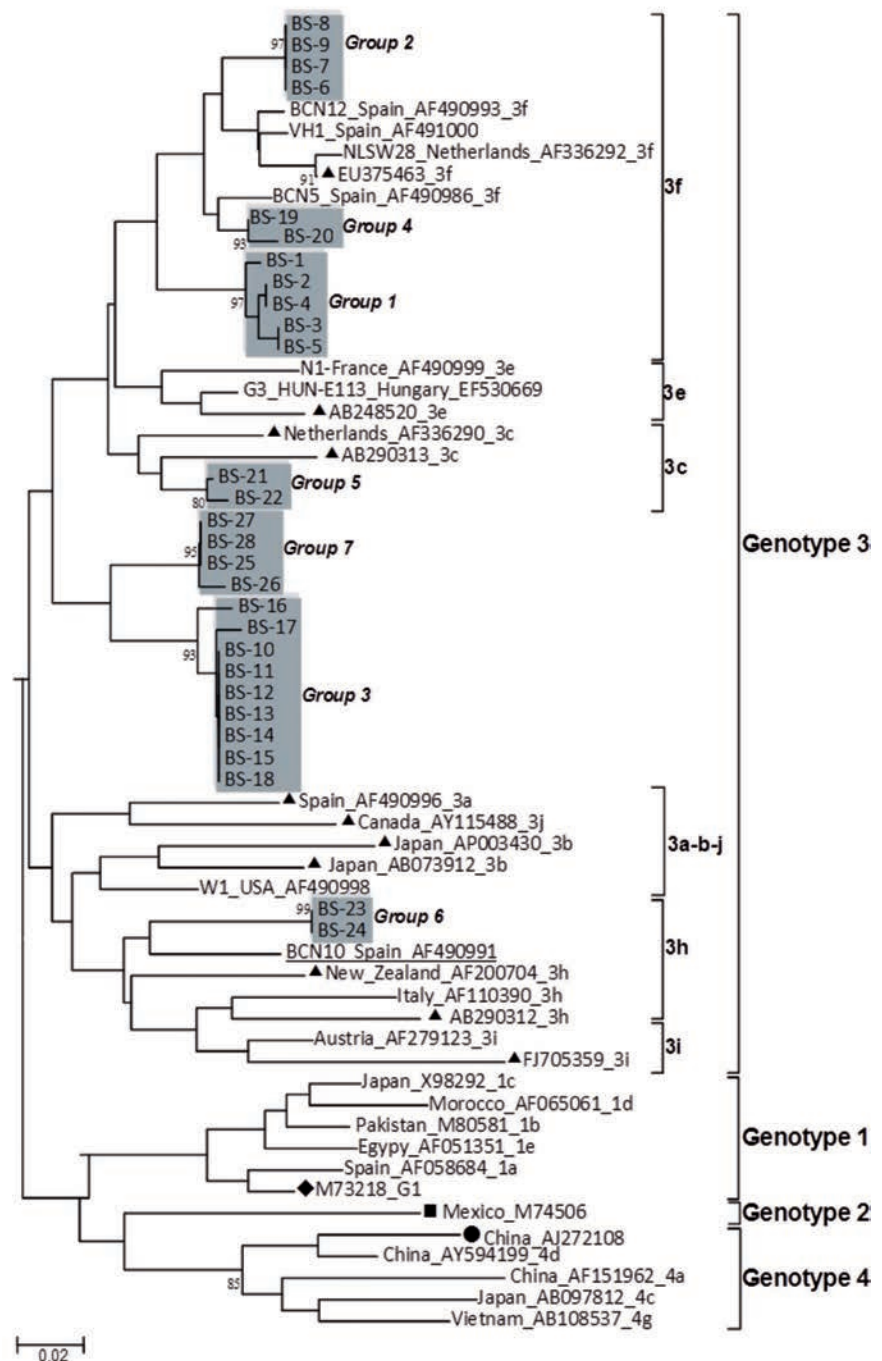 BS-8
97
BS-9
Group 2
BS-7
BS-6
BCN12_Spain_AF490993_3f
VH1_Spain_AF491000
NLSW28_Netherlands_AF336292_3f
91
EU375463_3f
3f
BCN5_Spain_AF490986_3f
BS-19
Group 4
93
BS-20
BS-1
BS-2
97
BS-4
Group 1
BS-3
BS-5
N1-France_AF490999_3e
G3_HUN-E113_Hungary_EF530669
3e
AB248520_3e
Netherlands_AF336290_3c
AB290313_3c
3c
BS-21
Group 5
80
BS-22
BS-27
BS-28
Group 7
95
BS-25
BS-26
Genotype 3
BS-16
BS-17
93
BS-10
BS-11
BS-12
Group 3
BS-13
BS-14
BS-15
BS-18
Spain_AF490996_3a
Canada_AY115488_3j
Japan_AP003430_3b
3a-b-j
Japan_AB073912_3b
W1_USA_AF490998
99
BS-23
Group 6
BS-24
BCN10_Spain_AF490991
3h
New_Zealand_AF200704_3h
Italy_AF110390_3h
AB290312_3h
Austria_AF279123_3i
3i
FJ705359_3i
Japan_X98292_1c
Morocco_AF065061_1d
Pakistan_M80581_1b
Genotype 1
Egypy_AF051351_1e
Spain_AF058684_1a
M73218_G1
Mexico_M74506
Genotype 2
China_AJ272108
China_AY594199_4d
85
China_AF151962_4a
Genotype 4
Japan_AB097812_4c
Vietnam_AB108537_4g
0.02